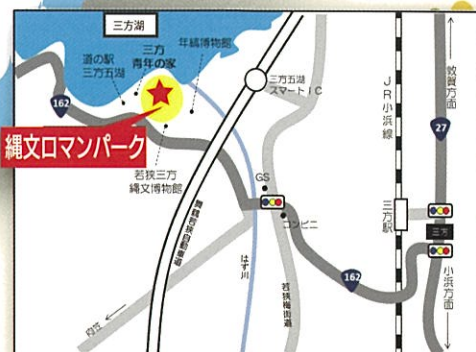 三方湖
道の駅
三方五湖
三方
青年の家
年縞博物館
162
縄文ロマンパーク
若狭三方
縄文博物館
三方五湖
スマートIC
JR小浜線
敦賀方面
27
GS
コンビニ
三方駅
三方
舞鶴若狭自動車道
はす川
若狭梅街道
162
小浜方面